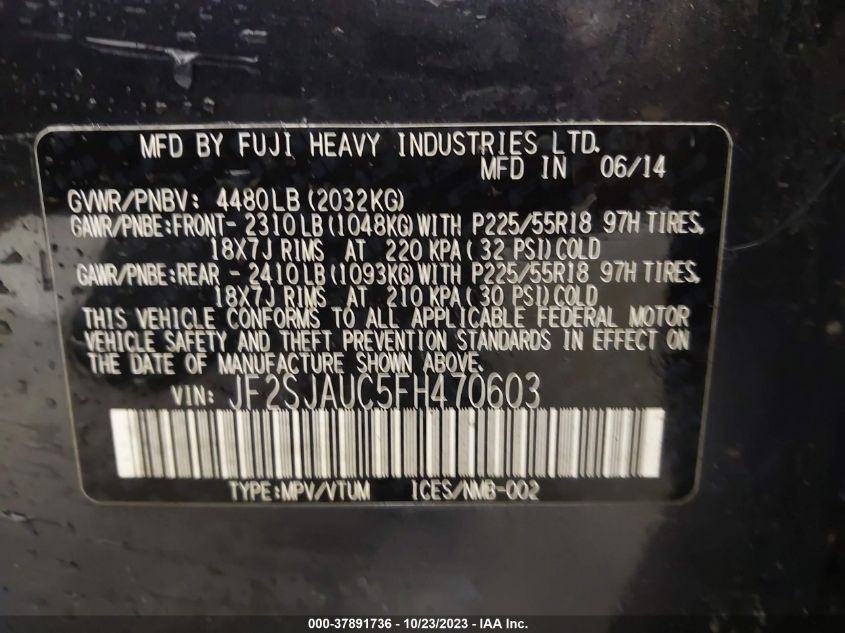 MFD BY FUJI HEAVY INDUSTRIES LTD.
MFD IN 06/14
GVWR/PNBV: 4480LB (2032KG)
GAWR/PNBE:FRONT- 2310LB (1048KG) WITH P225/55R18 97H TIRES,
18X7J RIMS AT 220 KPA ( 32 PSI) COLD
GAWR/PNBE:REAR - 2410LB (1093KG) WITH P225/55R18 97H TIRES,
18X7J RIMS AT 210 KPA ( 30 PSI) COLD
THIS VEHICLE CONFORMS TO ALL APPLICABLE FEDERAL MOTOR
VEHICLE SAFETY AND THEFT PREVENTION STANDARDS IN EFFECT ON
THE DATE OF MANUFACTURE SHOWN ABOVE.
VIN: JF2SJAUC5FH470603
TYPE:MPV/VTUM ICES/NMB-002
000-37891736 - 10/23/2023 - IAA Inc.